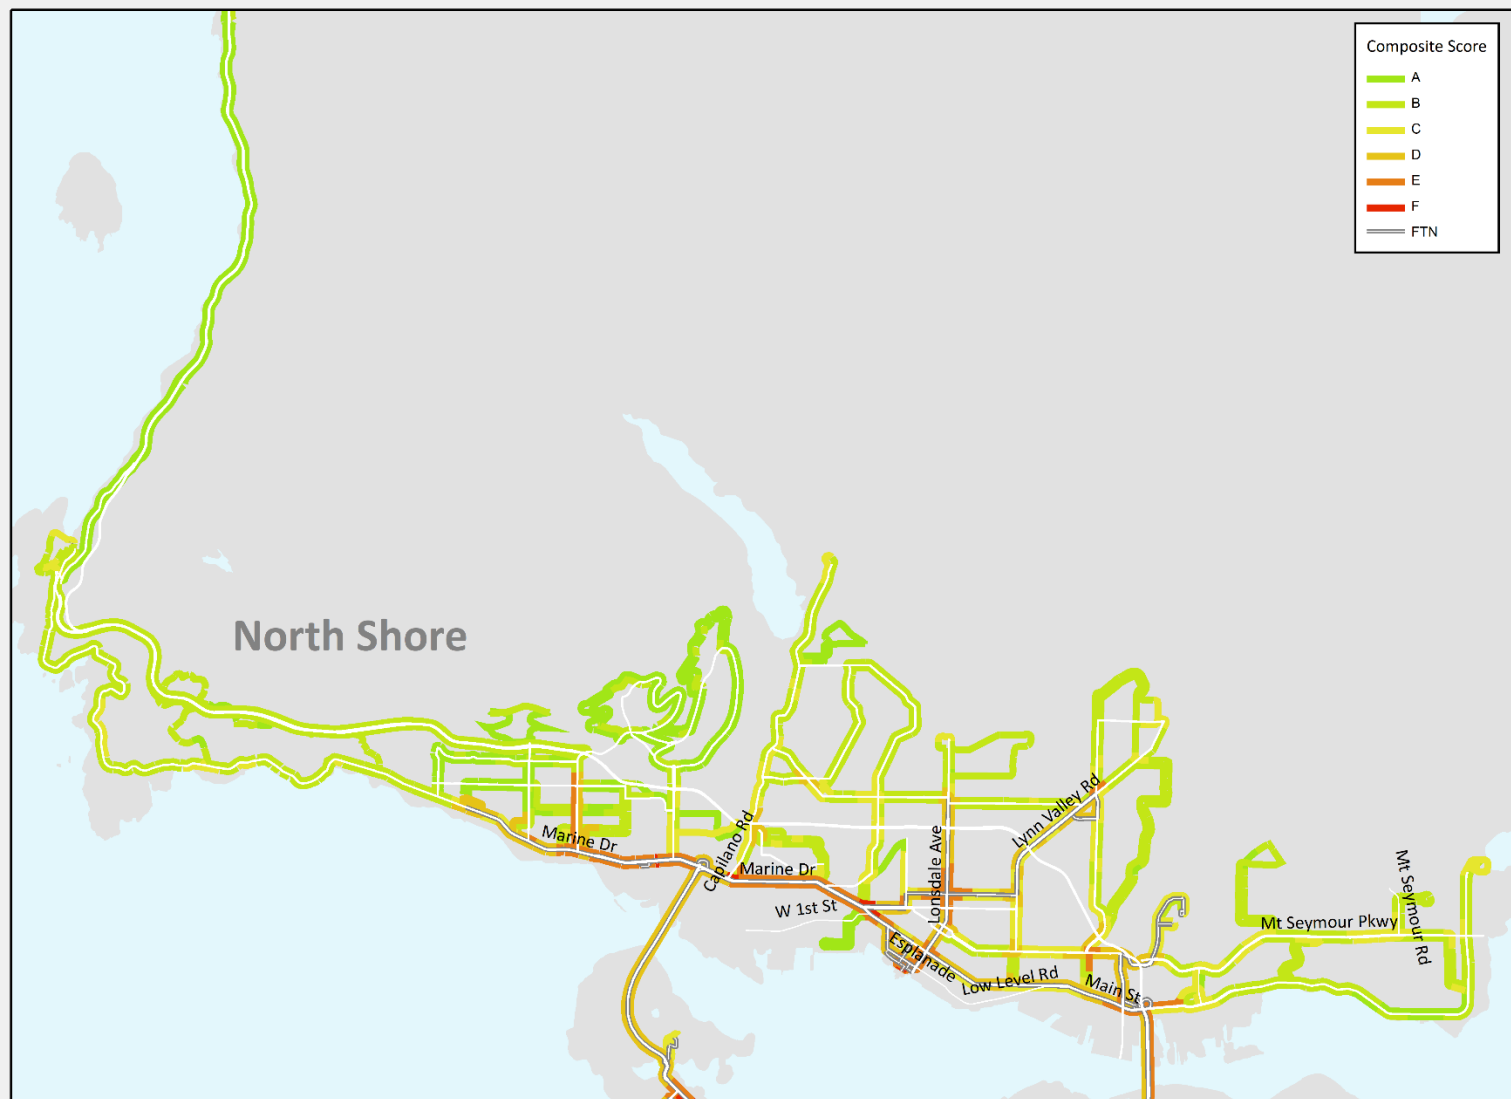 Composite Score
A
B
C
D
E
F
FTN
North Shore
Marine Dr
Capilano Rd
Marine Dr
W 1st St
Lonsdale Ave
Lynn Valley Rd
Esplanade
Low Level Rd
Main St
Mt Seymour Pkwy
Mt Seymour Rd